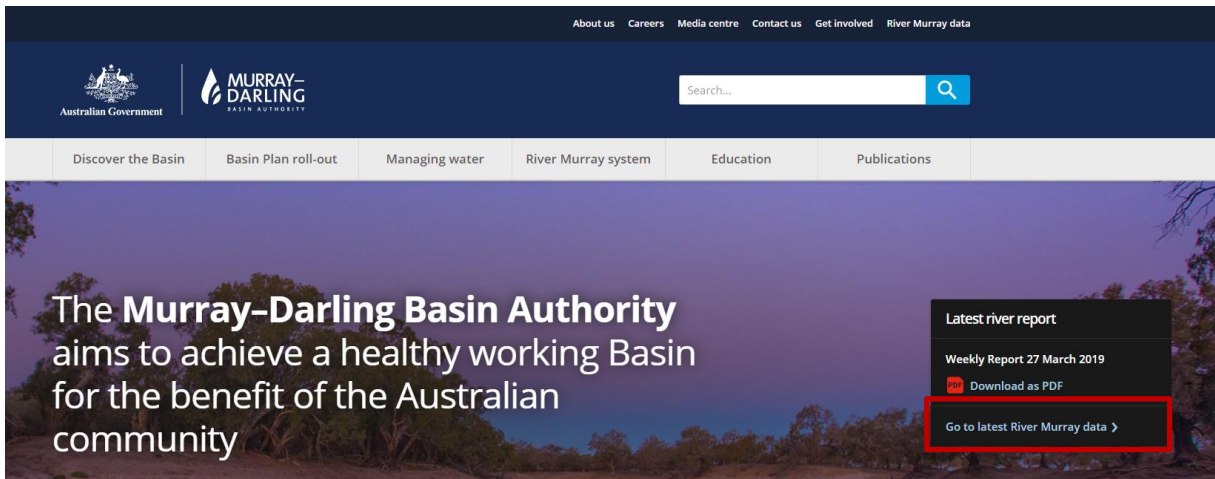 About us Careers Media centre Contact us Get involved River Murray data
Australian Government
MURRAY–
DARLING
BASIN AUTHORITY
Search...
Discover the Basin Basin Plan roll-out Managing water River Murray system Education Publications
The Murray–Darling Basin Authority
aims to achieve a healthy working Basin
for the benefit of the Australian
community
Latest river report
Weekly Report 27 March 2019
PDF Download as PDF
Go to latest River Murray data ❯